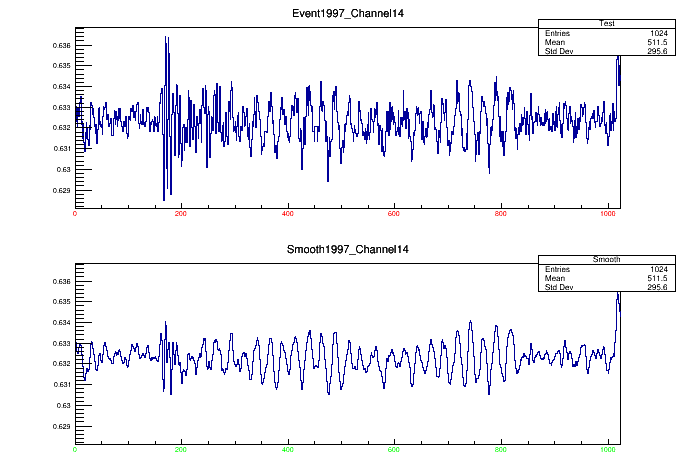 Event1997_Channel14
Test
Entries 1024
Mean 511.5
Std Dev 295.6
0.636
0.635
0.634
0.633
0.632
0.631
0.63
0.629
0 200 400 600 800 1000
Smooth1997_Channel14
Smooth
Entries 1024
Mean 511.5
Std Dev 295.6
0.636
0.635
0.634
0.633
0.632
0.631
0.63
0.629
0 200 400 600 800 1000